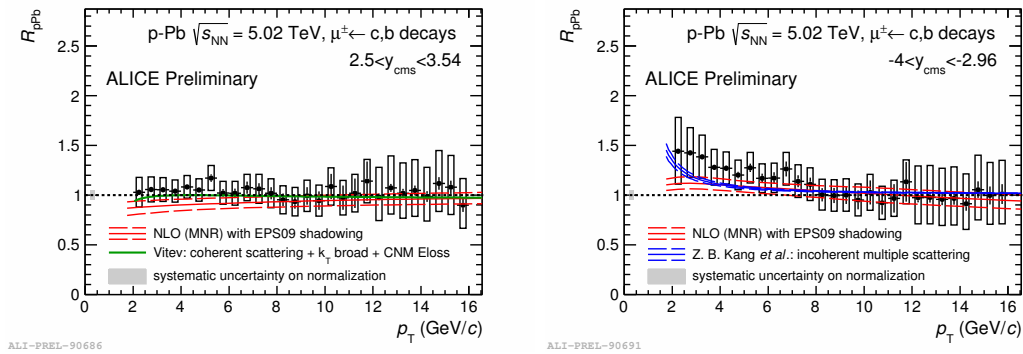 R_pPb
2.5
2
1.5
1
0.5
0
p-Pb √s_NN = 5.02 TeV, μ± ← c,b decays
2.5<y_cms<3.54
ALICE Preliminary
NLO (MNR) with EPS09 shadowing
Vitev: coherent scattering + k_T broad + CNM Eloss
systematic uncertainty on normalization
0 2 4 6 8 10 12 14 16
p_T (GeV/c)
ALI-PREL-90686
R_pPb
2.5
2
1.5
1
0.5
0
p-Pb √s_NN = 5.02 TeV, μ± ← c,b decays
-4<y_cms<-2.96
ALICE Preliminary
NLO (MNR) with EPS09 shadowing
Z. B. Kang et al.: incoherent multiple scattering
systematic uncertainty on normalization
0 2 4 6 8 10 12 14 16
p_T (GeV/c)
ALI-PREL-90691